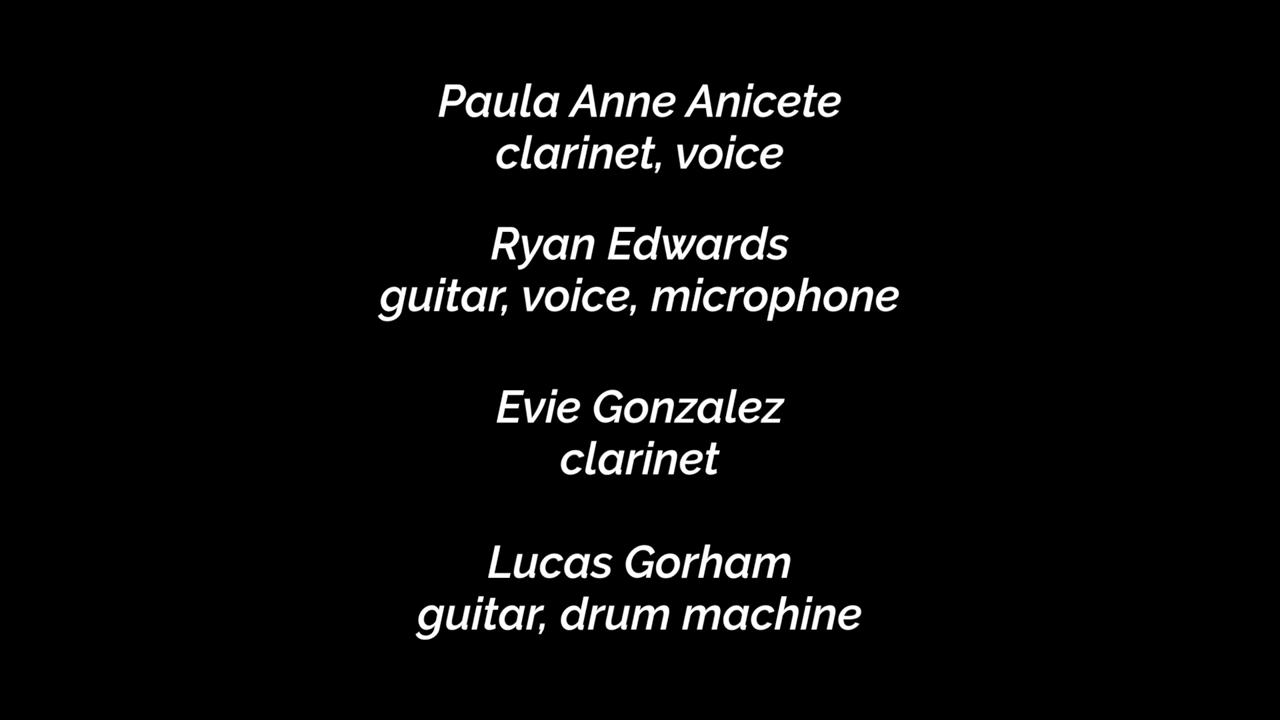 Paula Anne Anicete
clarinet, voice
Ryan Edwards
guitar, voice, microphone
Evie Gonzalez
clarinet
Lucas Gorham
guitar, drum machine